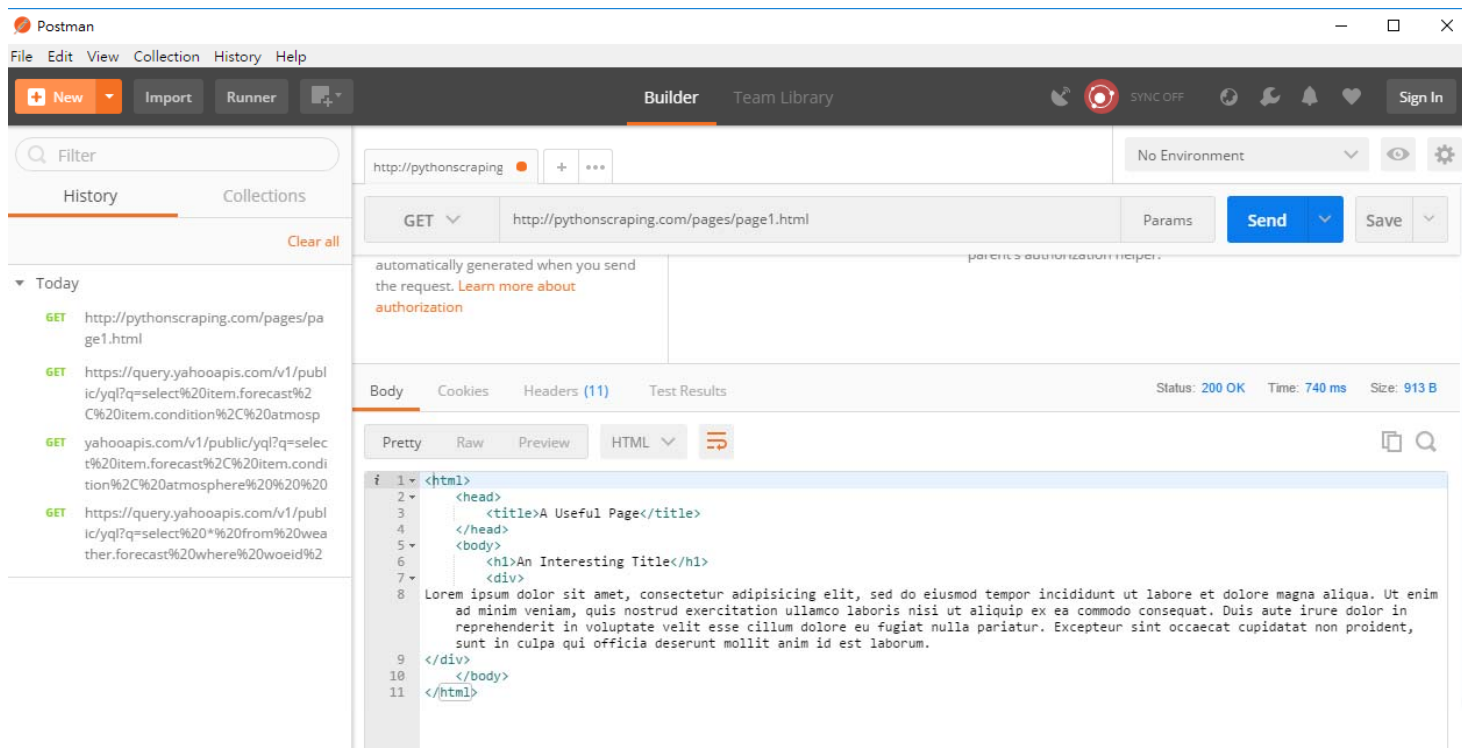 Postman
File Edit View Collection History Help
New Import Runner Builder Team Library SYNC OFF Sign In
Filter
History Collections
Clear all
Today
GET http://pythonscraping.com/pages/pa
ge1.html
GET https://query.yahooapis.com/v1/publ
ic/yql?q=select%20item.forecast%2
C%20item.condition%2C%20atmosp
GET yahooapis.com/v1/public/yql?q=selec
t%20item.forecast%2C%20item.condi
tion%2C%20atmosphere%20%20%20
GET https://query.yahooapis.com/v1/publ
ic/yql?q=select%20*%20from%20wea
ther.forecast%20where%20woeid%2
http://pythonscraping + •••
No Environment
GET http://pythonscraping.com/pages/page1.html Params Send Save
automatically generated when you send
the request. Learn more about
authorization
parent's authorization helper.
Body Cookies Headers (11) Test Results Status: 200 OK Time: 740 ms Size: 913 B
Pretty Raw Preview HTML
i 1 <html>
2 <head>
3 <title>A Useful Page</title>
4 </head>
5 <body>
6 <h1>An Interesting Title</h1>
7 <div>
8 Lorem ipsum dolor sit amet, consectetur adipisicing elit, sed do eiusmod tempor incididunt ut labore et dolore magna aliqua. Ut enim
ad minim veniam, quis nostrud exercitation ullamco laboris nisi ut aliquip ex ea commodo consequat. Duis aute irure dolor in
reprehenderit in voluptate velit esse cillum dolore eu fugiat nulla pariatur. Excepteur sint occaecat cupidatat non proident,
sunt in culpa qui officia deserunt mollit anim id est laborum.
9 </div>
10 </body>
11 </html>